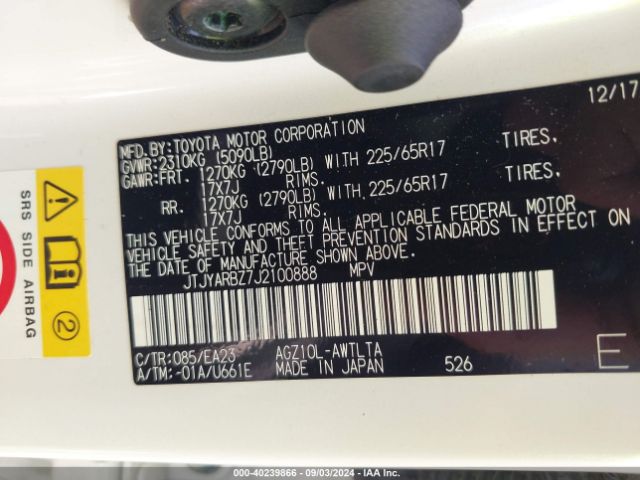 12/17
MFD.BY:TOYOTA MOTOR CORPORATION
GVWR:2310KG (5090LB)
GAWR:FRT. 1270KG (2790LB) WITH 225/65R17 TIRES,
17X7J RIMS.
RR. 1270KG (2790LB) WITH 225/65R17 TIRES,
17X7J RIMS.
THIS VEHICLE CONFORMS TO ALL APPLICABLE FEDERAL MOTOR
VEHICLE SAFETY AND THEFT PREVENTION STANDARDS IN EFFECT ON
THE DATE OF MANUFACTURE SHOWN ABOVE.
JTJYARBZ7J2100888 MPV
C/TR:085/EA23 AGZ10L-AWTLTA
A/TM:-01A/U661E MADE IN JAPAN 526 E
SRS SIDE AIRBAG
2
000 - 40239866 - 09/03/2024 - IAA Inc.